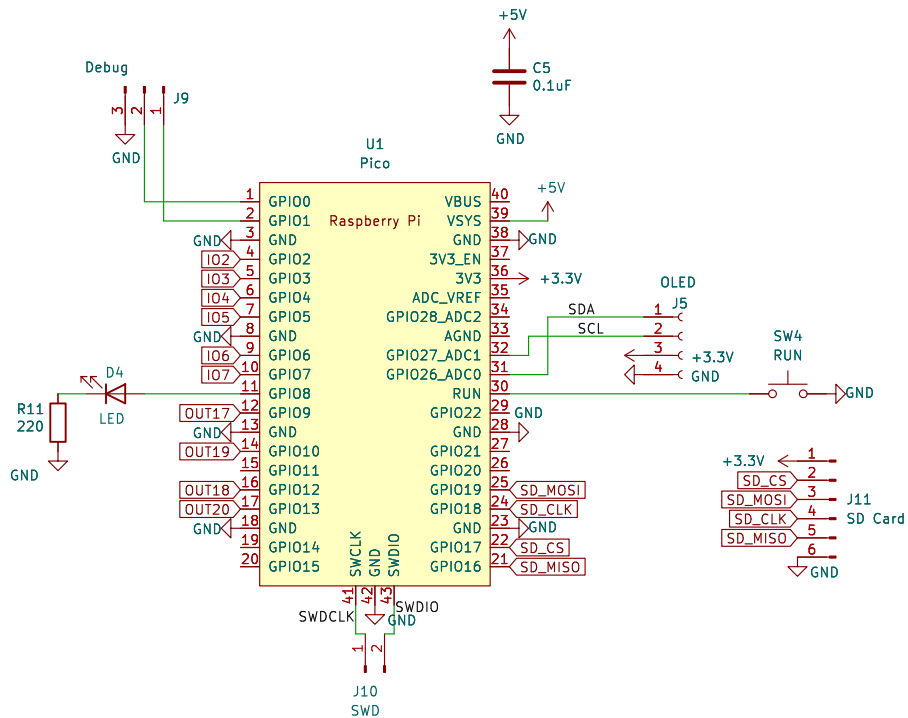 +5V
C5
0.1uF
GND
Debug
J9
3
2
1
GND
U1
Pico
Raspberry Pi
1 GPIO0
2 GPIO1
GND 3 GND
IO2 4 GPIO2
IO3 5 GPIO3
IO4 6 GPIO4
IO5 7 GPIO5
GND 8 GND
IO6 9 GPIO6
IO7 10 GPIO7
11 GPIO8
OUT17 12 GPIO9
GND 13 GND
OUT19 14 GPIO10
15 GPIO11
OUT18 16 GPIO12
OUT20 17 GPIO13
GND 18 GND
19 GPIO14
20 GPIO15
VBUS 40
VSYS 39
+5V
GND 38 GND
3V3_EN 37
3V3 36 +3.3V
ADC_VREF 35
GPIO28_ADC2 34
AGND 33
GPIO27_ADC1 32
GPIO26_ADC0 31
RUN 30
GPIO22 29
GND 28 GND
GPIO21 27
GPIO20 26
GPIO19 25 SD_MOSI
GPIO18 24 SD_CLK
GND 23 GND
GPIO17 22 SD_CS
GPIO16 21 SD_MISO
SWCLK
GND
SWDIO
41
42
43
SWDCLK
SWDIO
GND
1
2
J10
SWD
D4
LED
R11
220
GND
OLED
J5
SDA 1
SCL 2
3 +3.3V
4 GND
SW4
RUN
GND
+3.3V 1
SD_CS 2
SD_MOSI 3
SD_CLK 4
SD_MISO 5
6
GND
J11
SD Card